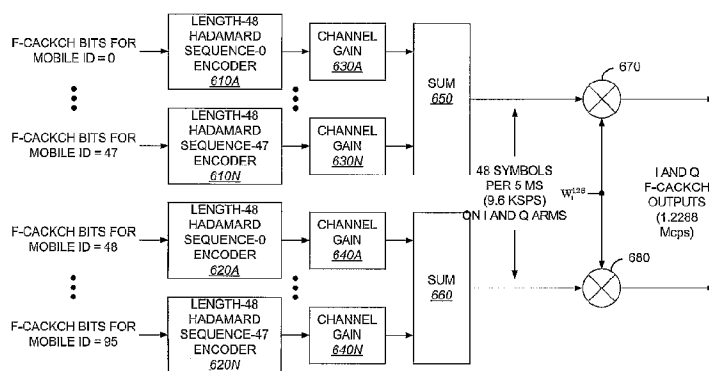 F-CACKCH BITS FOR
MOBILE ID = 0
LENGTH-48
HADAMARD
SEQUENCE-0
ENCODER
610A
CHANNEL
GAIN
630A
F-CACKCH BITS FOR
MOBILE ID = 47
LENGTH-48
HADAMARD
SEQUENCE-47
ENCODER
610N
CHANNEL
GAIN
630N
SUM
650
670
48 SYMBOLS
PER 5 MS
(9.6 KSPS)
ON I AND Q ARMS
W_i^128
I AND Q
F-CACKCH
OUTPUTS
(1.2288
Mcps)
F-CACKCH BITS FOR
MOBILE ID = 48
LENGTH-48
HADAMARD
SEQUENCE-0
ENCODER
620A
CHANNEL
GAIN
640A
F-CACKCH BITS FOR
MOBILE ID = 95
LENGTH-48
HADAMARD
SEQUENCE-47
ENCODER
620N
CHANNEL
GAIN
640N
SUM
660
680